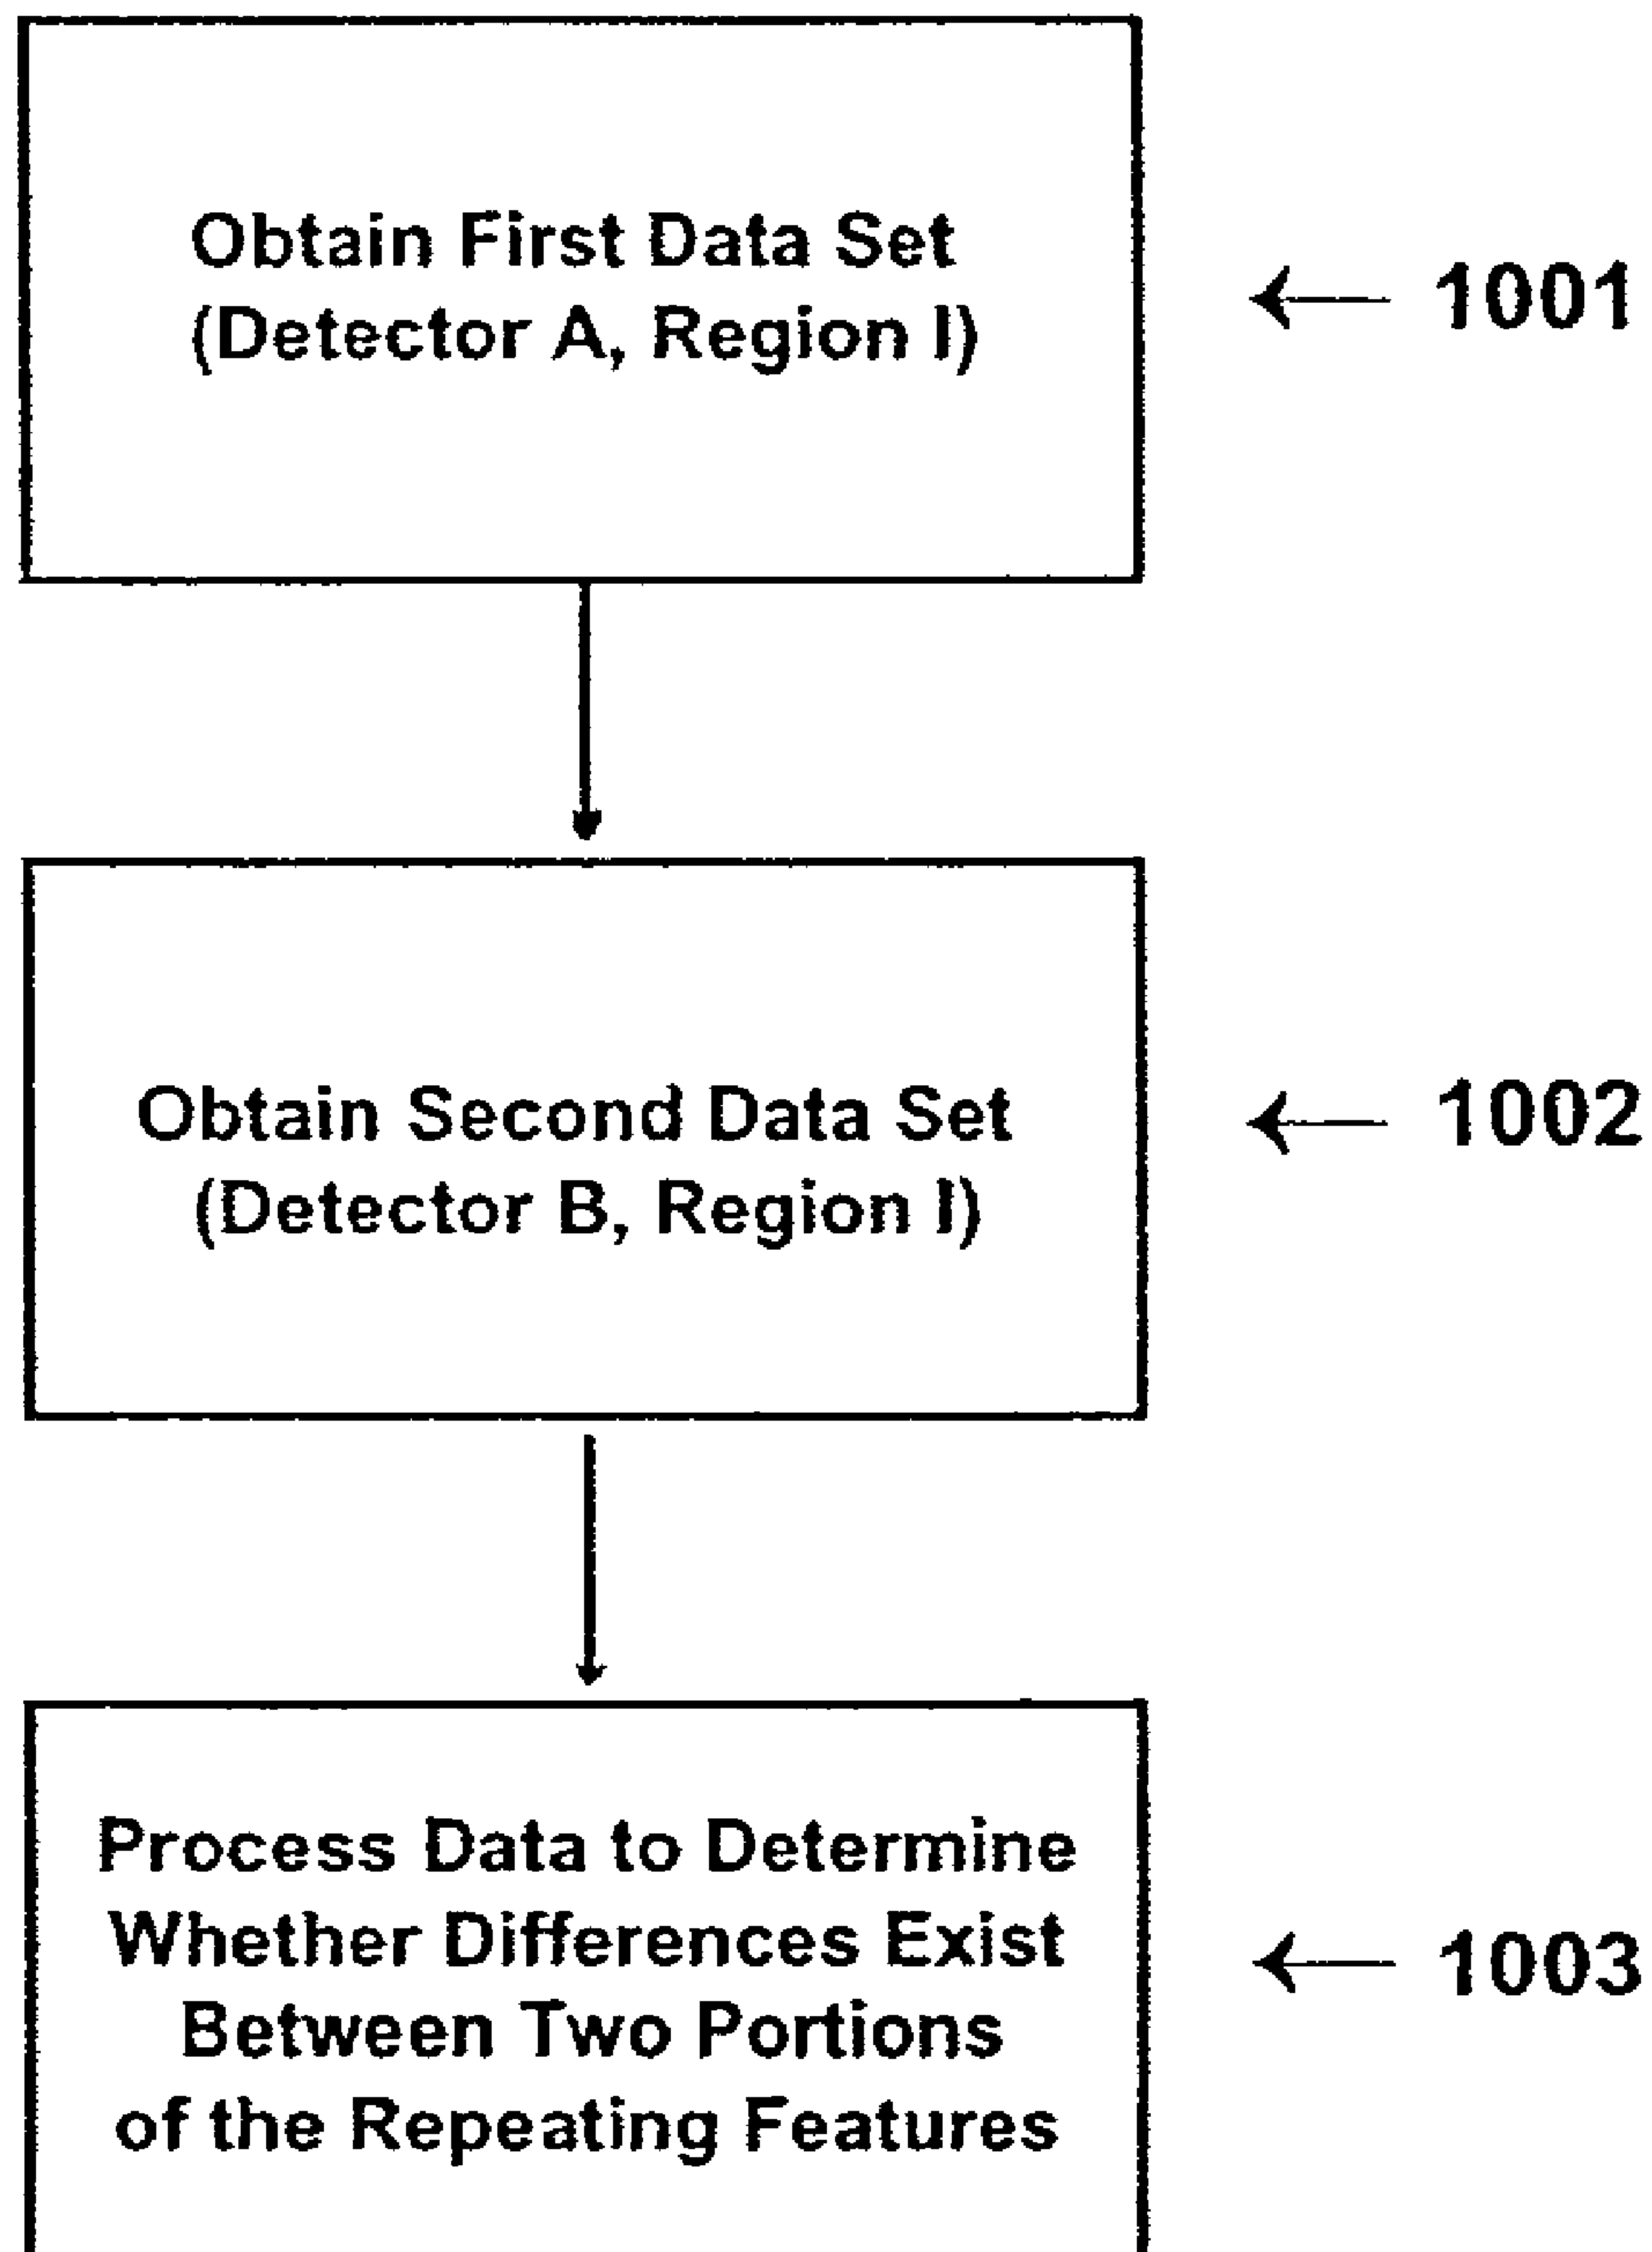 Obtain First Data Set
(Detector A, Region I)
← 1001
Obtain Second Data Set
(Detector B, Region I)
← 1002
Process Data to Determine
Whether Differences Exist
Between Two Portions
of the Repeating Features
← 1003